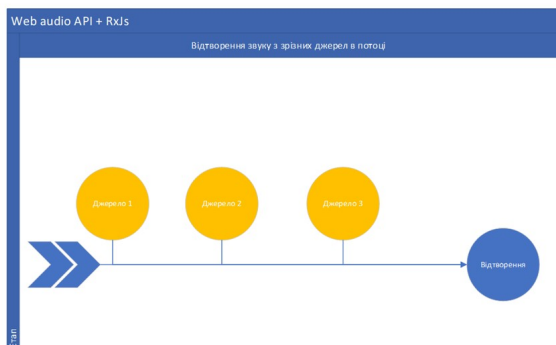 Web audio API + RxJs
Відтворення звуку з зрізних джерел в потоці
Джерело 1
Джерело 2
Джерело 3
Відтворення